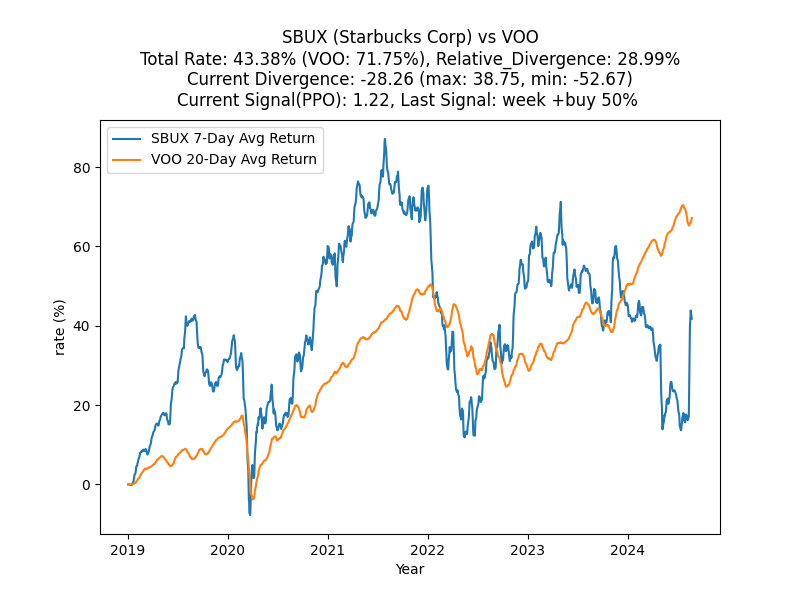 SBUX (Starbucks Corp) vs VOO
Total Rate: 43.38% (VOO: 71.75%), Relative_Divergence: 28.99%
Current Divergence: -28.26 (max: 38.75, min: -52.67)
Current Signal(PPO): 1.22, Last Signal: week +buy 50%
SBUX 7-Day Avg Return
VOO 20-Day Avg Return
rate (%)
80
60
40
20
0
2019 2020 2021 2022 2023 2024
Year